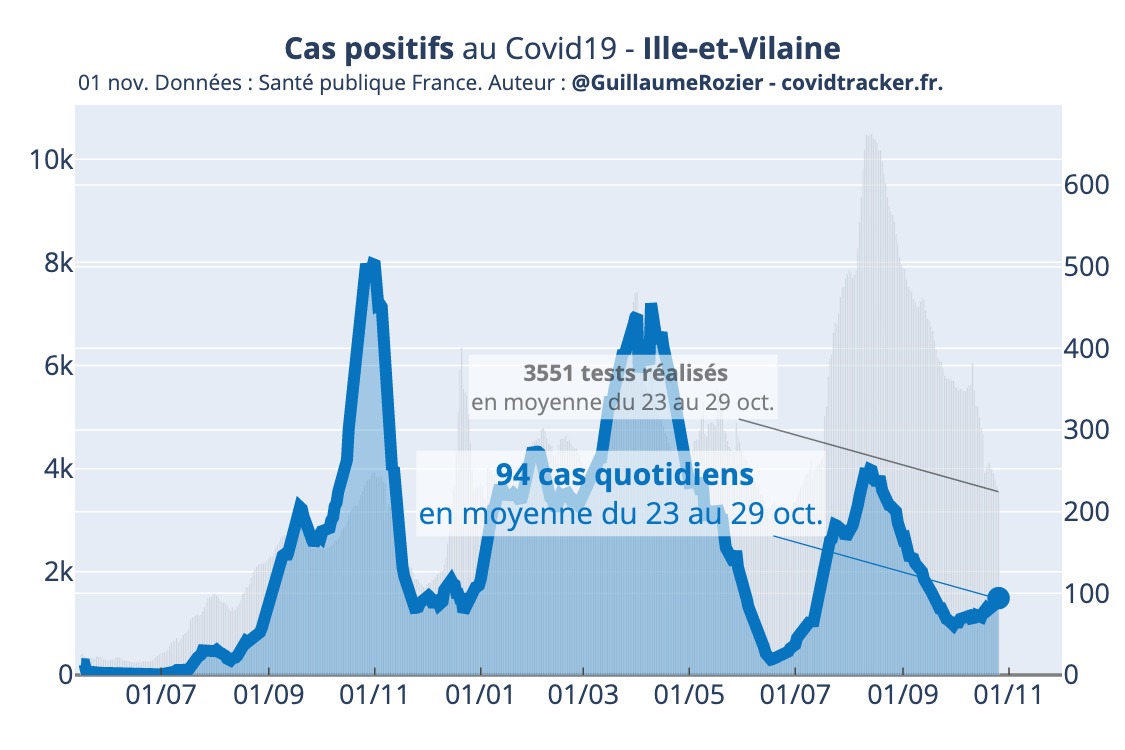 Cas positifs au Covid19 - Ille-et-Vilaine
01 nov. Données : Santé publique France. Auteur : @GuillaumeRozier - covidtracker.fr.
10k
8k
6k
4k
2k
0
600
500
400
300
200
100
0
3551 tests réalisés
en moyenne du 23 au 29 oct.
94 cas quotidiens
en moyenne du 23 au 29 oct.
01/07 01/09 01/11 01/01 01/03 01/05 01/07 01/09 01/11